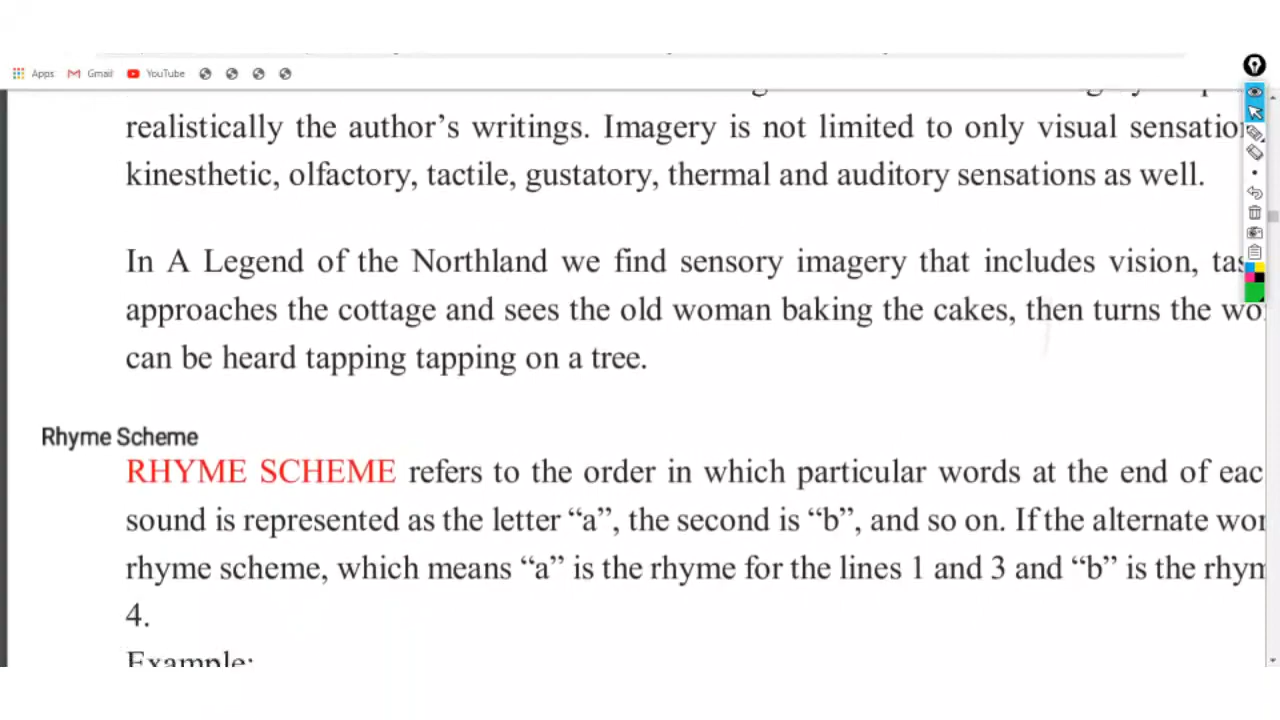 Apps Gmail YouTube
realistically the author’s writings. Imagery is not limited to only visual
kinesthetic, olfactory, tactile, gustatory, thermal and auditory sensations as well.
In A Legend of the Northland we find sensory imagery that includes vision,
approaches the cottage and sees the old woman baking the cakes, then turns the
can be heard tapping tapping on a tree.
Rhyme Scheme
RHYME SCHEME refers to the order in which particular words at the end of
sound is represented as the letter “a”, the second is “b”, and so on. If the alternate
rhyme scheme, which means “a” is the rhyme for the lines 1 and 3 and “b” is the
4.
Example: